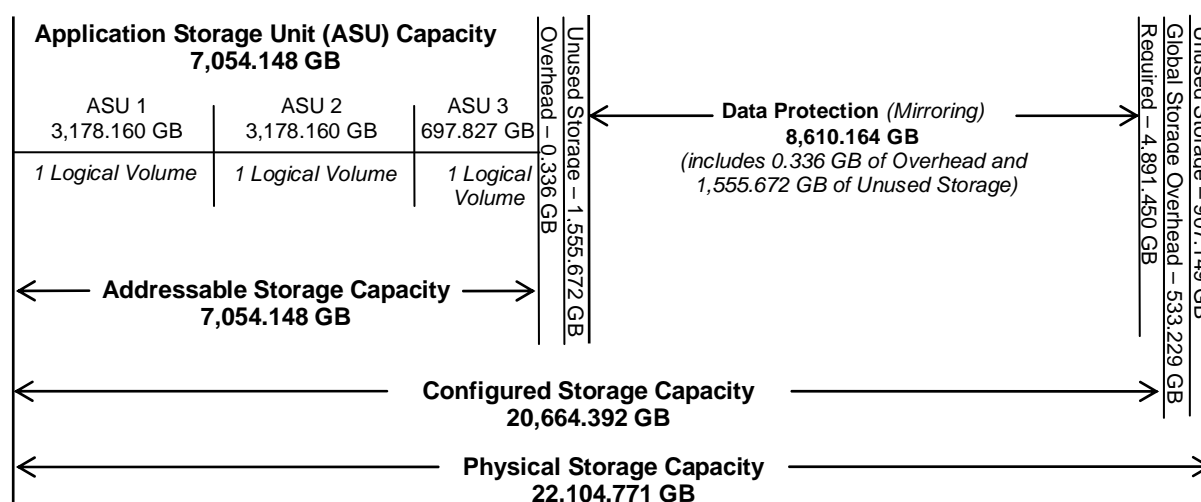 Application Storage Unit (ASU) Capacity
7,054.148 GB
ASU 1
3,178.160 GB
ASU 2
3,178.160 GB
ASU 3
697.827 GB
1 Logical Volume
1 Logical Volume
1 Logical
Volume
Overhead – 0.336 GB
Unused Storage – 1,555.672 GB
Data Protection (Mirroring)
8,610.164 GB
(includes 0.336 GB of Overhead and
1,555.672 GB of Unused Storage)
Required – 4.891.450 GB
Global Storage Overhead – 533.229 GB
Unused Storage – 907.149 GB
Addressable Storage Capacity
7,054.148 GB
Configured Storage Capacity
20,664.392 GB
Physical Storage Capacity
22.104.771 GB